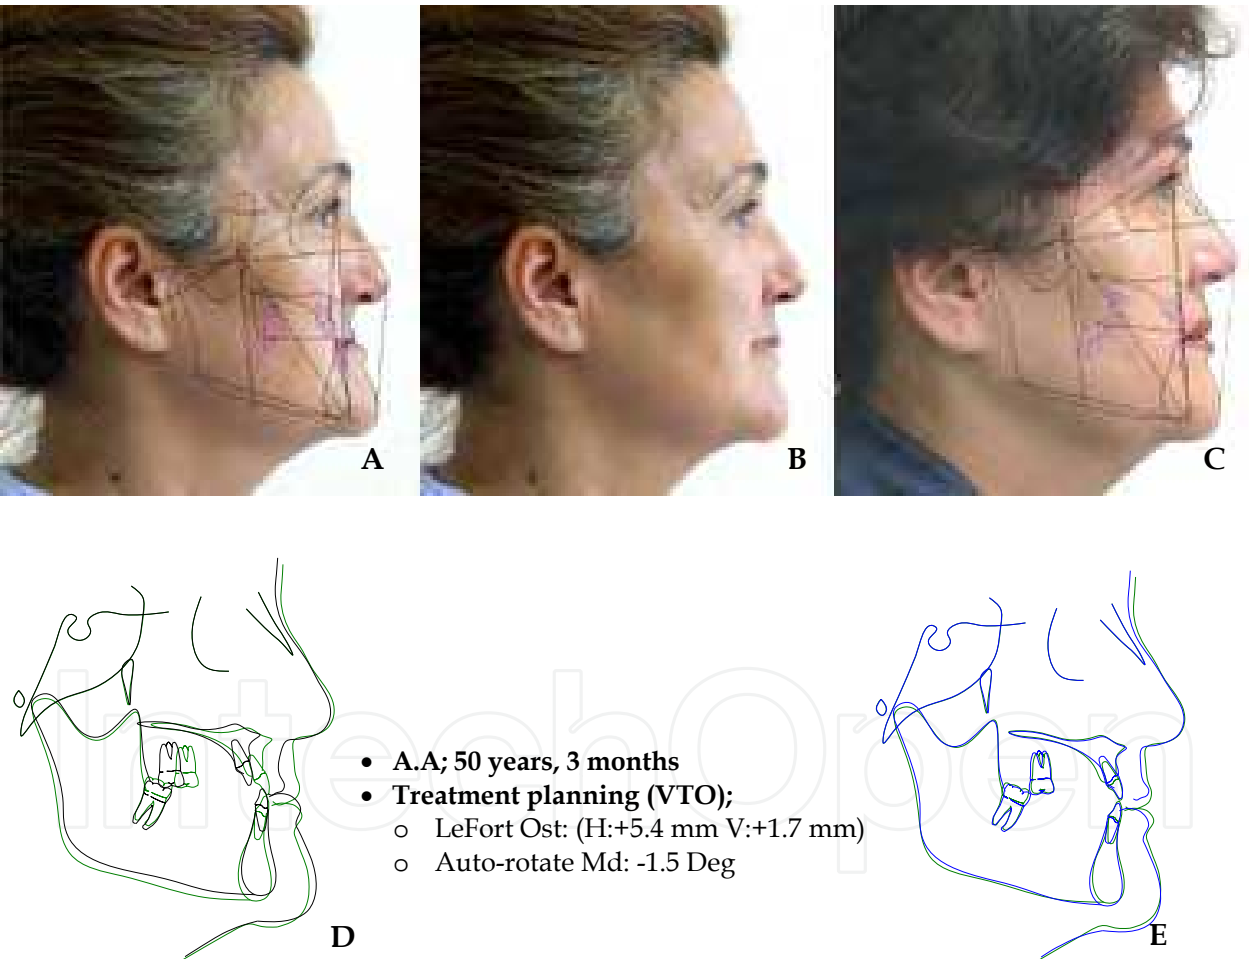 A
B
C
IntechOpen
• A.A; 50 years, 3 months
• Treatment planning (VTO);
o LeFort Ost: (H:+5.4 mm V:+1.7 mm)
o Auto-rotate Md: -1.5 Deg
D
E